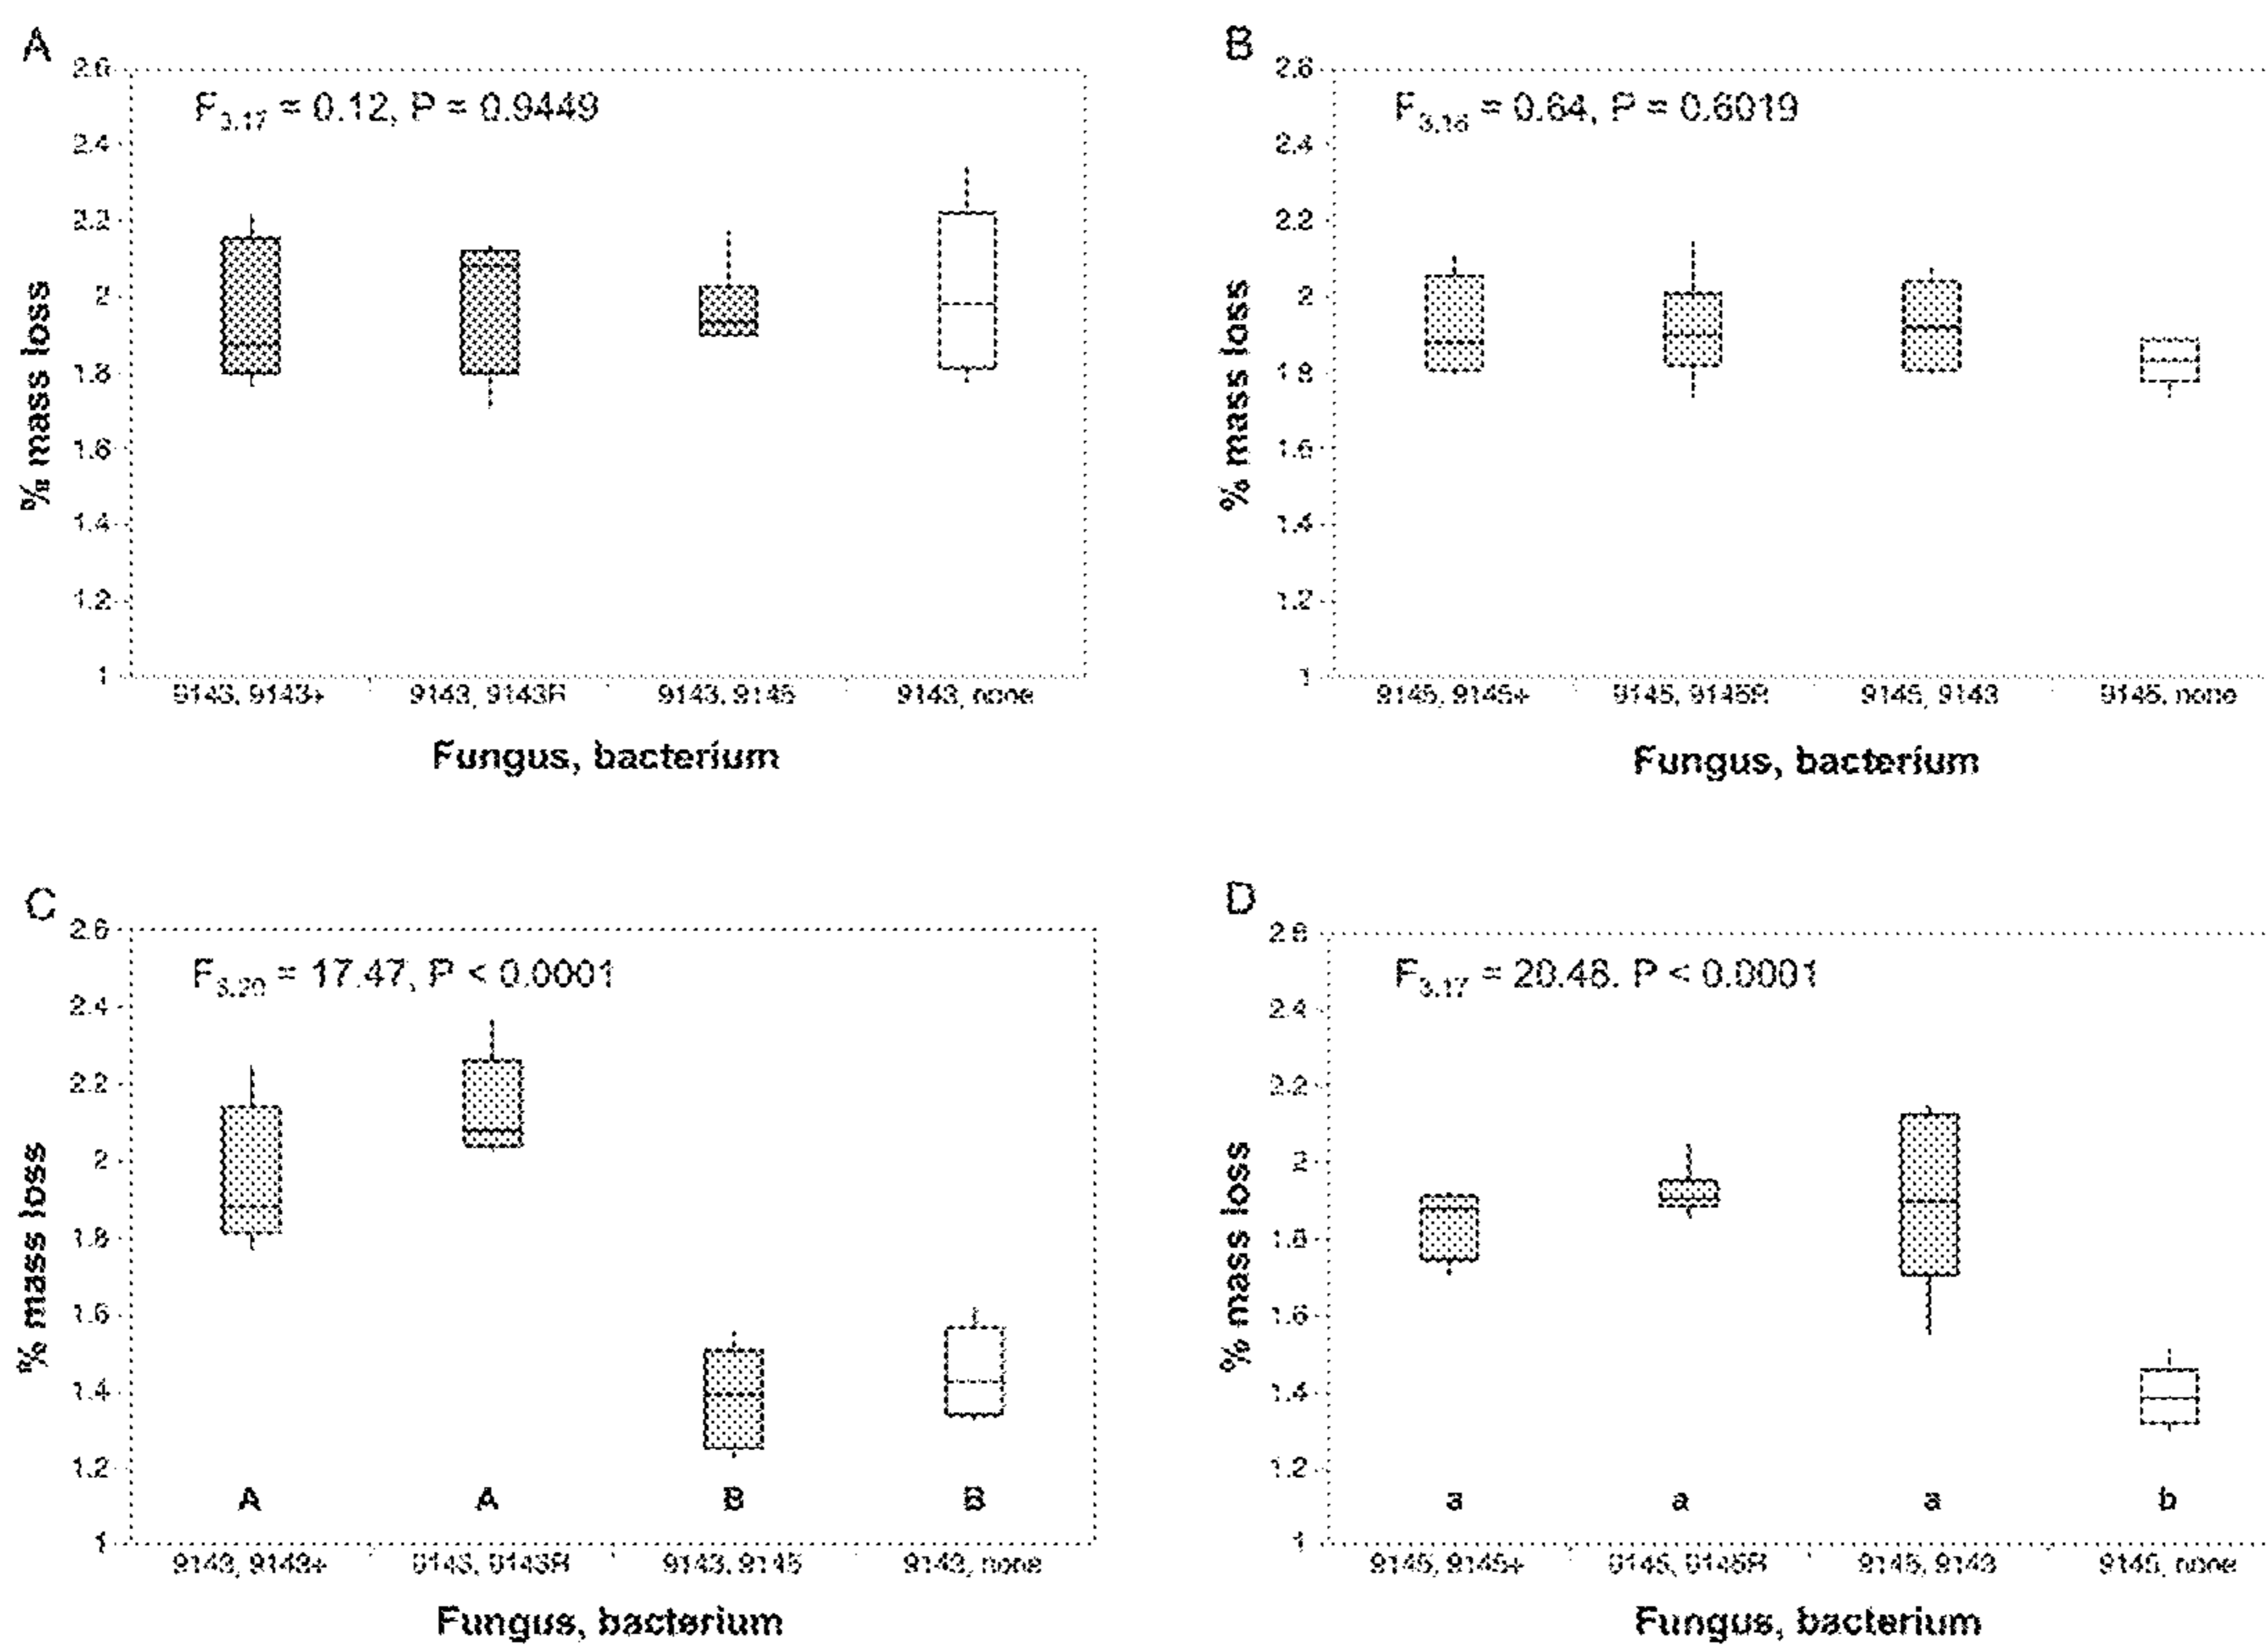 A
2.6
F3,17 = 0.12, P = 0.9449
2.4
2.2
2
1.8
1.6
1.4
1.2
1
% mass loss
9143, 9143+ 9143, 9143R 9143, 9145 9143, none
Fungus, bacterium
B
2.6
F3,16 = 0.64, P = 0.6019
2.4
2.2
2
1.8
1.6
1.4
1.2
1
% mass loss
9145, 9145+ 9145, 9145R 9145, 9143 9145, none
Fungus, bacterium
C
2.6
F3,20 = 17.47, P < 0.0001
2.4
2.2
2
1.8
1.6
1.4
1.2
A A B B
1
% mass loss
9143, 9143+ 9143, 9143R 9143, 9145 9143, none
Fungus, bacterium
D
2.6
F3,17 = 20.48. P < 0.0001
2.4
2.2
2
1.8
1.6
1.4
1.2
a a a b
1
% mass loss
9145, 9145+ 9145, 9145R 9145, 9143 9145, none
Fungus, bacterium